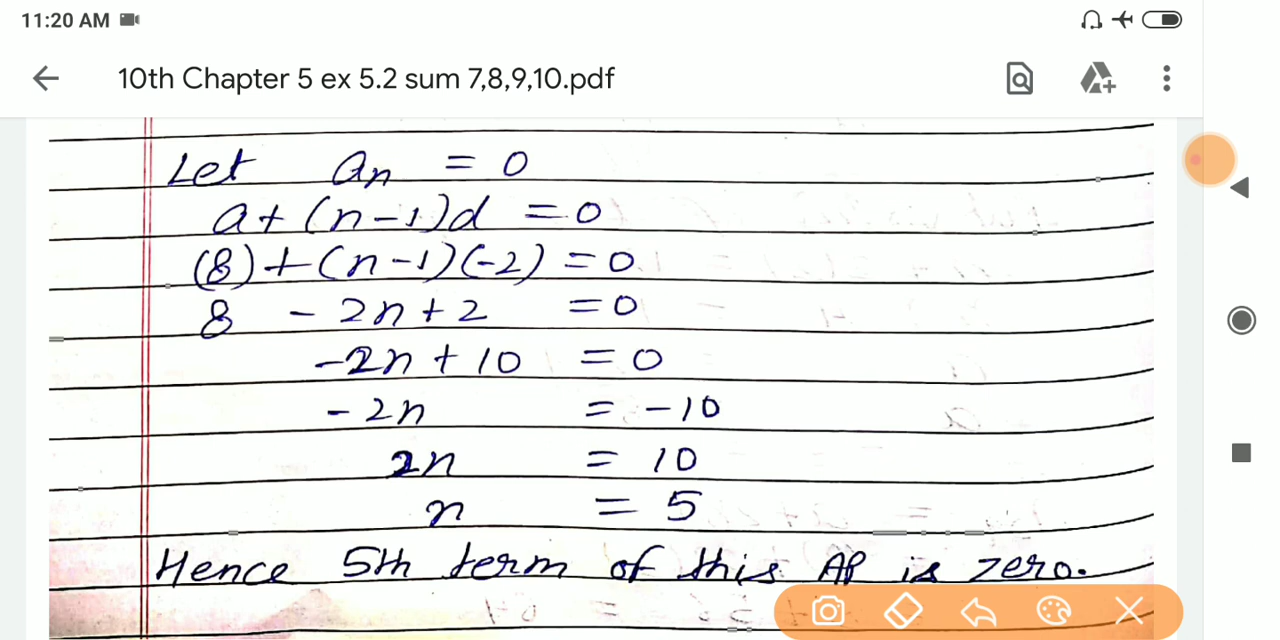 11:20 AM
10th Chapter 5 ex 5.2 sum 7,8,9,10.pdf
Let an = 0
a + (n-1)d = 0
(8) + (n-1)(-2) = 0
8 - 2n + 2 = 0
-2n + 10 = 0
-2n = -10
2n = 10
n = 5
Hence 5th term of this AP is zero.